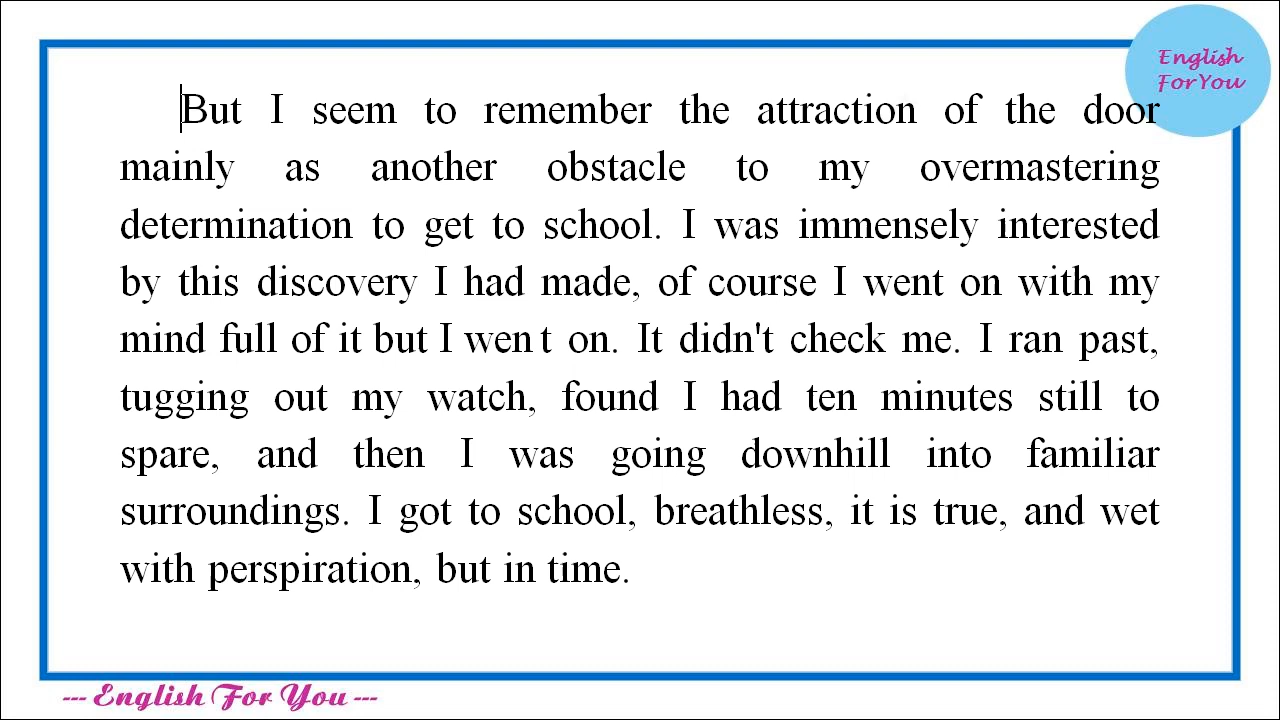 English
ForYou
But I seem to remember the attraction of the door
mainly as another obstacle to my overmastering
determination to get to school. I was immensely interested
by this discovery I had made, of course I went on with my
mind full of it but I wen t on. It didn't check me. I ran past,
tugging out my watch, found I had ten minutes still to
spare, and then I was going downhill into familiar
surroundings. I got to school, breathless, it is true, and wet
with perspiration, but in time.
--- English For You ---